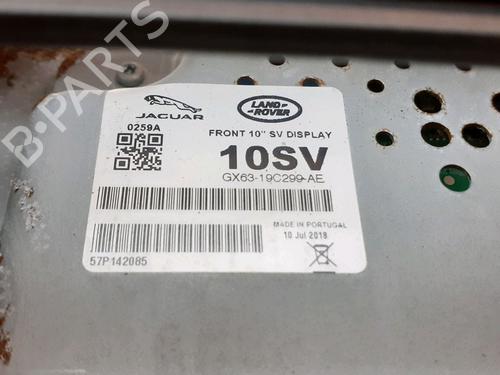 B-PARTS
JAGUAR
LAND-
ROVER
0259A
FRONT 10" SV DISPLAY
10SV
GX63-19C299-AE
MADE IN PORTUGAL
10 Jul 2018
57P142085